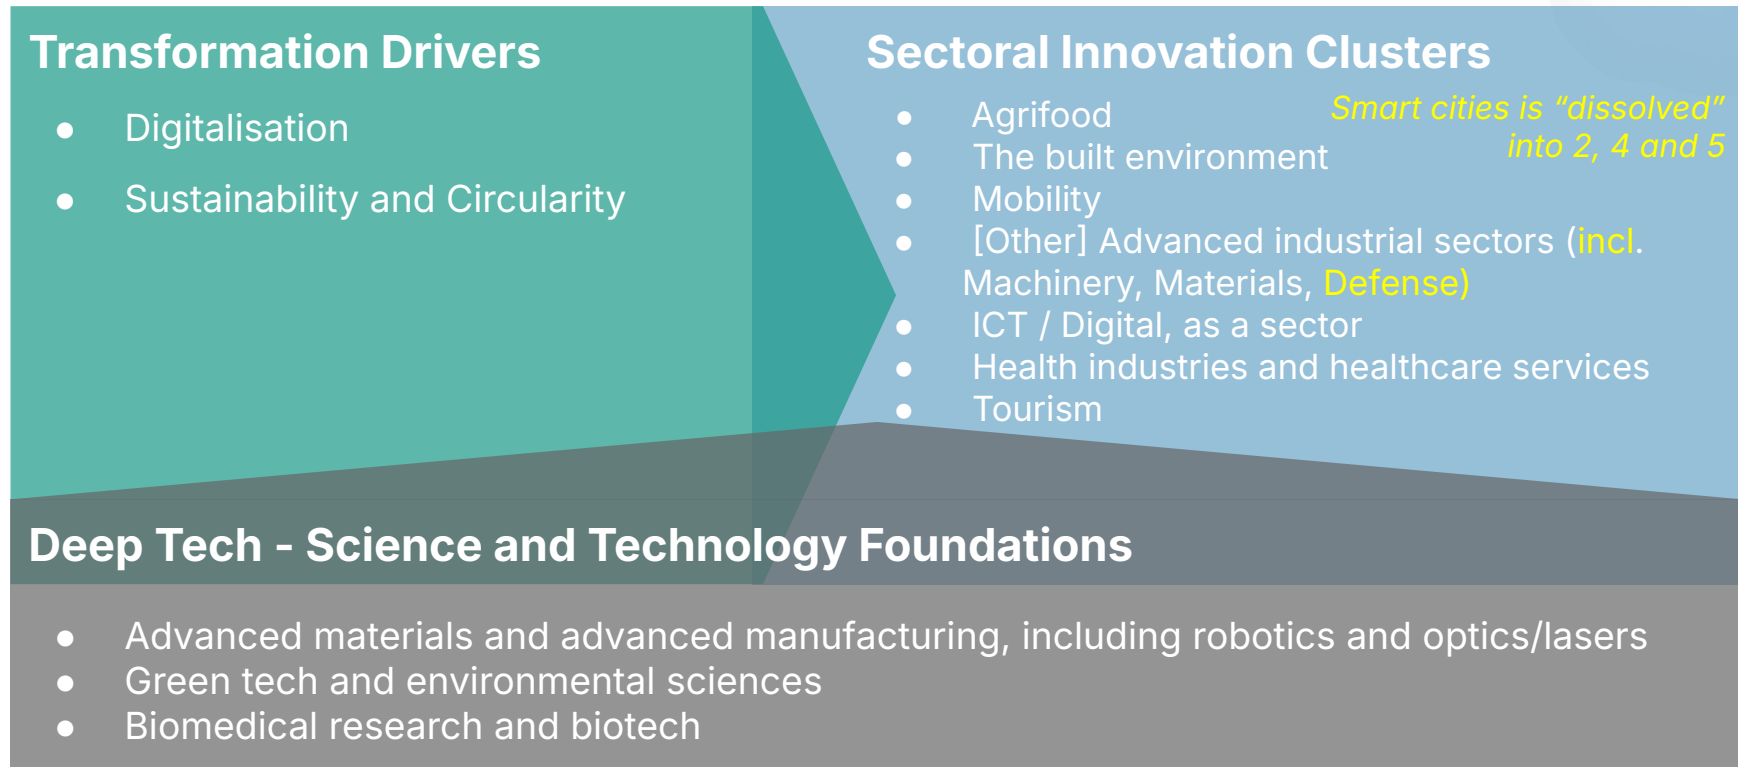 Transformation Drivers
● Digitalisation
● Sustainability and Circularity
Sectoral Innovation Clusters
Smart cities is “dissolved”
into 2, 4 and 5
● Agrifood
● The built environment
● Mobility
● [Other] Advanced industrial sectors (incl.
Machinery, Materials, Defense)
● ICT / Digital, as a sector
● Health industries and healthcare services
● Tourism
Deep Tech - Science and Technology Foundations
● Advanced materials and advanced manufacturing, including robotics and optics/lasers
● Green tech and environmental sciences
● Biomedical research and biotech